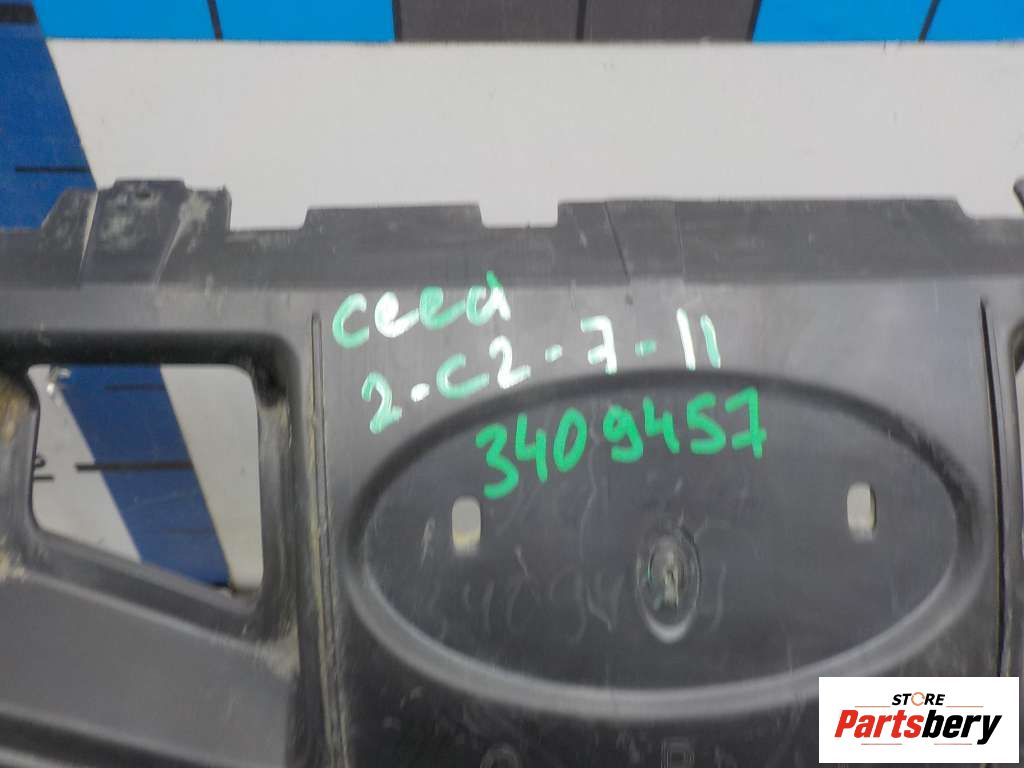 ceed
2-C2-7-11
3409457
STORE
Partsbery